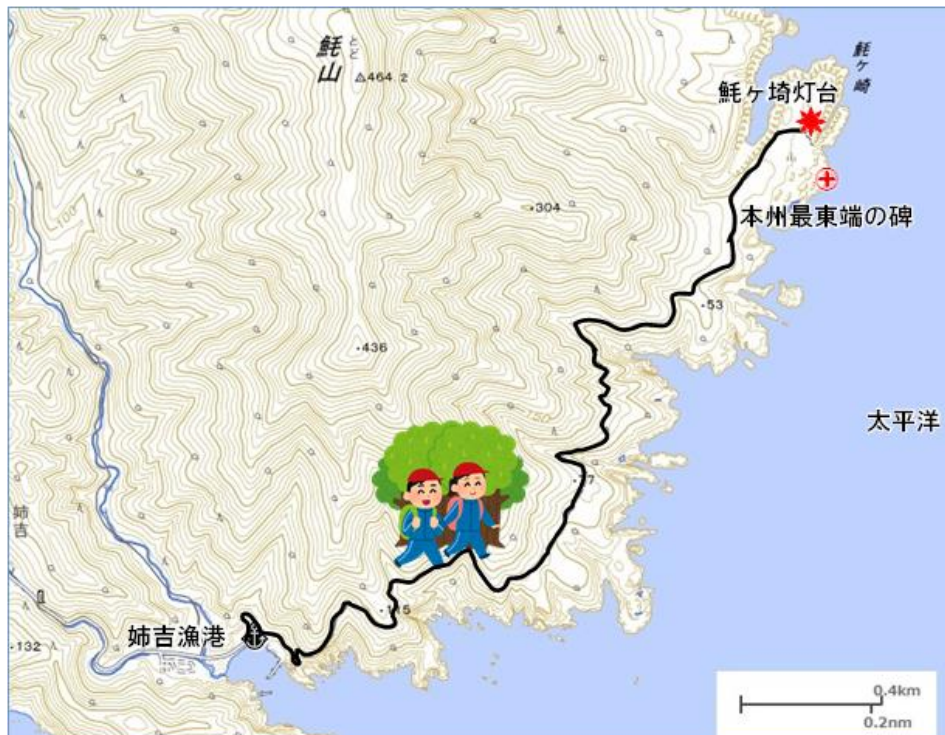 魹山
とど
464.2
魹ヶ崎
魹ヶ埼灯台
本州最東端の碑
100
304
53
436
太平洋
150
77
姉吉
115
姉吉漁港
132
0.4km
0.2nm